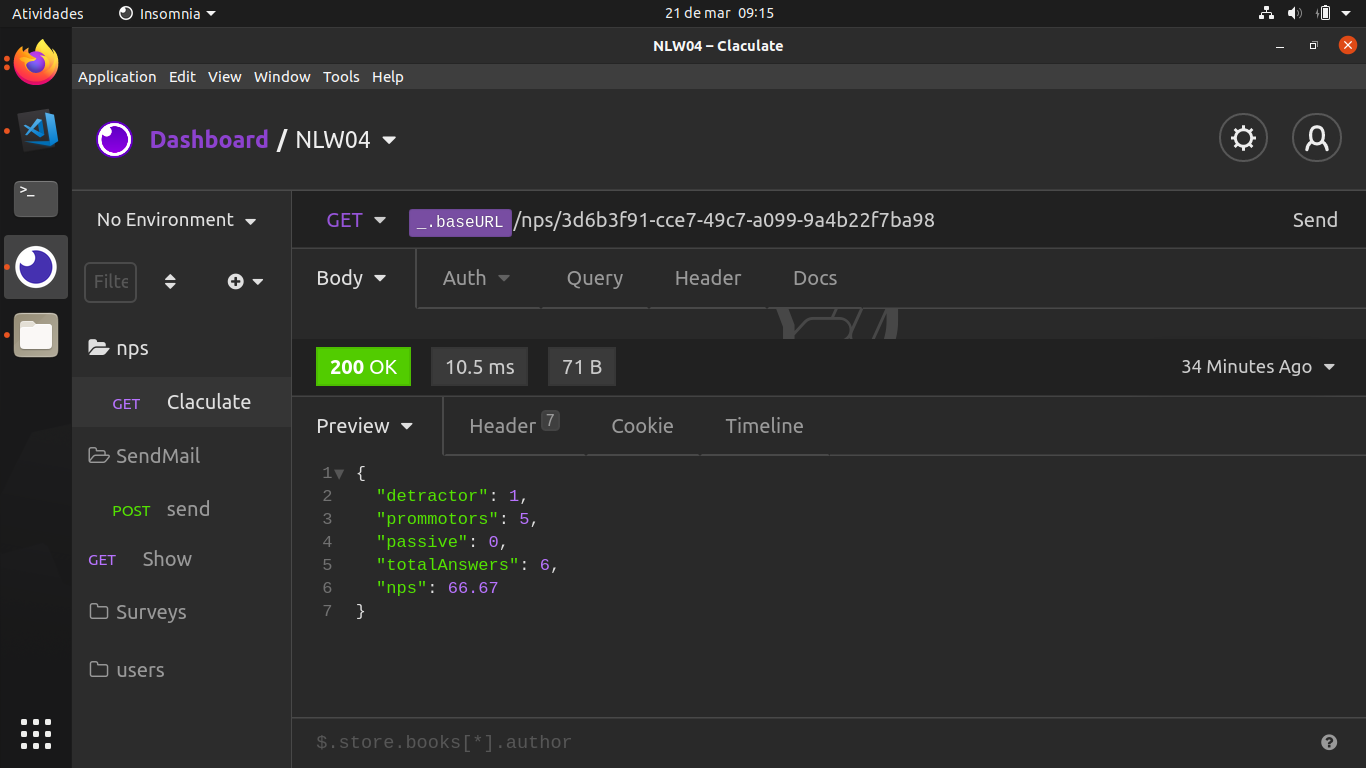 Atividades
Insomnia
21 de mar 09:15
NLW04 – Claculate
Application Edit View Window Tools Help
>_
Dashboard / NLW04
No Environment
GET _.baseURL/nps/3d6b3f91-cce7-49c7-a099-9a4b22f7ba98 Send
Filte
Body Auth Query Header Docs
nps
200 OK 10.5 ms 71 B 34 Minutes Ago
GET Claculate
Preview Header 7 Cookie Timeline
SendMail
POST send
GET Show
Surveys
users
1 {
2 "detractor": 1,
3 "prommotors": 5,
4 "passive": 0,
5 "totalAnswers": 6,
6 "nps": 66.67
7 }
$.store.books[*].author ?